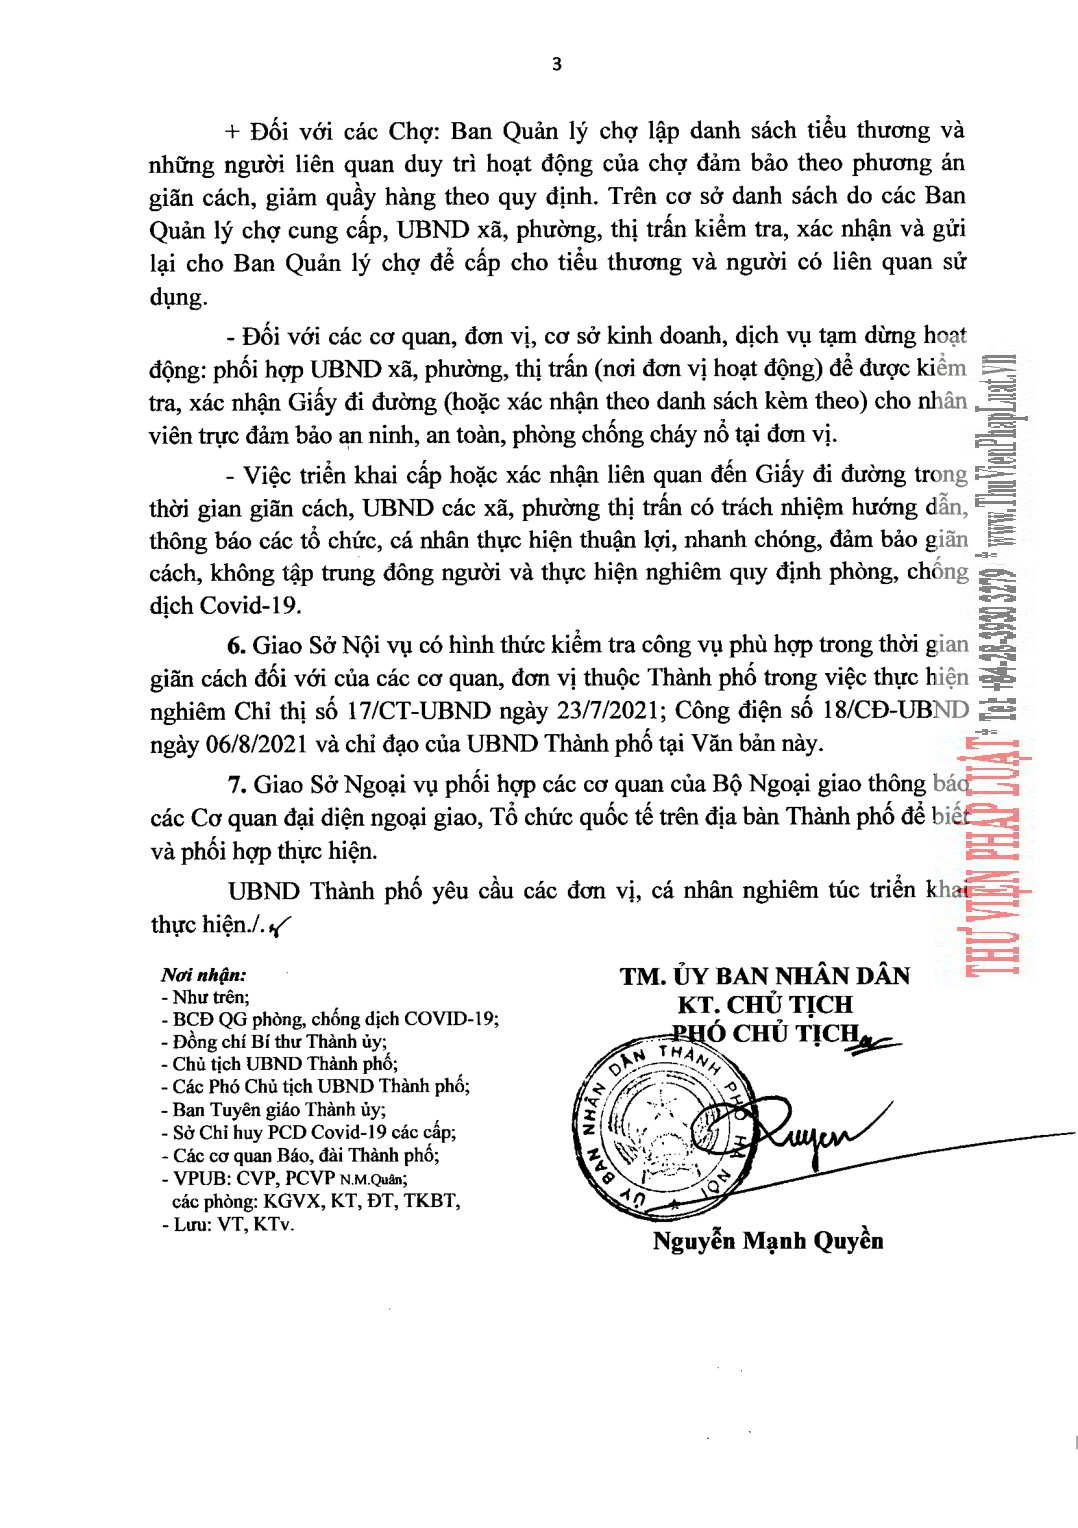 3
+ Đối với các Chợ: Ban Quản lý chợ lập danh sách tiểu thương và
những người liên quan duy trì hoạt động của chợ đảm bảo theo phương án
giãn cách, giảm quầy hàng theo quy định. Trên cơ sở danh sách do các Ban
Quản lý chợ cung cấp, UBND xã, phường, thị trấn kiểm tra, xác nhận và gửi
lại cho Ban Quản lý chợ để cấp cho tiểu thương và người có liên quan sử
dụng.
- Đối với các cơ quan, đơn vị, cơ sở kinh doanh, dịch vụ tạm dừng hoạt
động: phối hợp UBND xã, phường, thị trấn (nơi đơn vị hoạt động) để được kiểm
tra, xác nhận Giấy đi đường (hoặc xác nhận theo danh sách kèm theo) cho nhân
viên trực đảm bảo an ninh, an toàn, phòng chống cháy nổ tại đơn vị.
- Việc triển khai cấp hoặc xác nhận liên quan đến Giấy đi đường trong
thời gian giãn cách, UBND các xã, phường thị trấn có trách nhiệm hướng dẫn,
thông báo các tổ chức, cá nhân thực hiện thuận lợi, nhanh chóng, đảm bảo giãn
cách, không tập trung đông người và thực hiện nghiêm quy định phòng, chống
dịch Covid-19.
6. Giao Sở Nội vụ có hình thức kiểm tra công vụ phù hợp trong thời gian
giãn cách đối với của các cơ quan, đơn vị thuộc Thành phố trong việc thực hiện
nghiêm Chỉ thị số 17/CT-UBND ngày 23/7/2021; Công điện số 18/CĐ-UBND
ngày 06/8/2021 và chỉ đạo của UBND Thành phố tại Văn bản này.
7. Giao Sở Ngoại vụ phối hợp các cơ quan của Bộ Ngoại giao thông báo
các Cơ quan đại diện ngoại giao, Tổ chức quốc tế trên địa bàn Thành phố để biết
và phối hợp thực hiện.
UBND Thành phố yêu cầu các đơn vị, cá nhân nghiêm túc triển khai
thực hiện./.
Nơi nhận:
- Như trên;
- BCĐ QG phòng, chống dịch COVID-19;
- Đồng chí Bí thư Thành ủy;
- Chủ tịch UBND Thành phố;
- Các Phó Chủ tịch UBND Thành phố;
- Ban Tuyên giáo Thành ủy;
- Sở Chỉ huy PCD Covid-19 các cấp;
- Các cơ quan Báo, đài Thành phố;
- VPUB: CVP, PCVP N.M.Quân;
các phòng: KGVX, KT, ĐT, TKBT,
- Lưu: VT, KTv.
TM. ỦY BAN NHÂN DÂN
KT. CHỦ TỊCH
PHÓ CHỦ TỊCH
ỦY BAN NHÂN DÂN THÀNH PHỐ HÀ NỘI
Quyen
Nguyễn Mạnh Quyền
THƯ VIỆN PHÁP LUẬT * Tel: +84-28-3930 3279 * www.ThuVienPhapLuat.vn